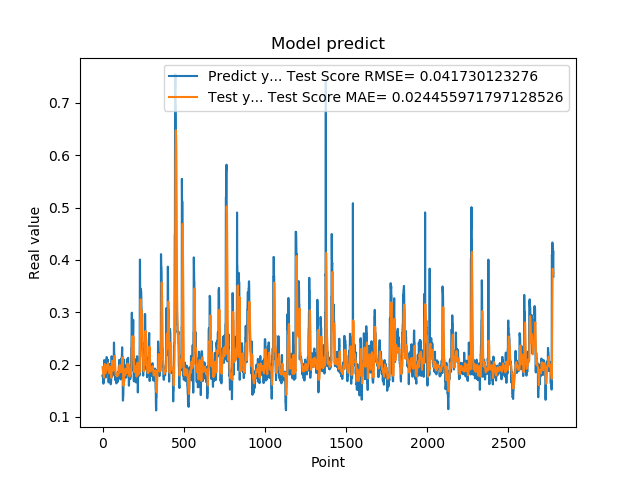 Model predict
Predict y... Test Score RMSE= 0.041730123276
Test y... Test Score MAE= 0.024455971797128526
0.7
0.6
0.5
0.4
0.3
0.2
0.1
Real value
0 500 1000 1500 2000 2500
Point